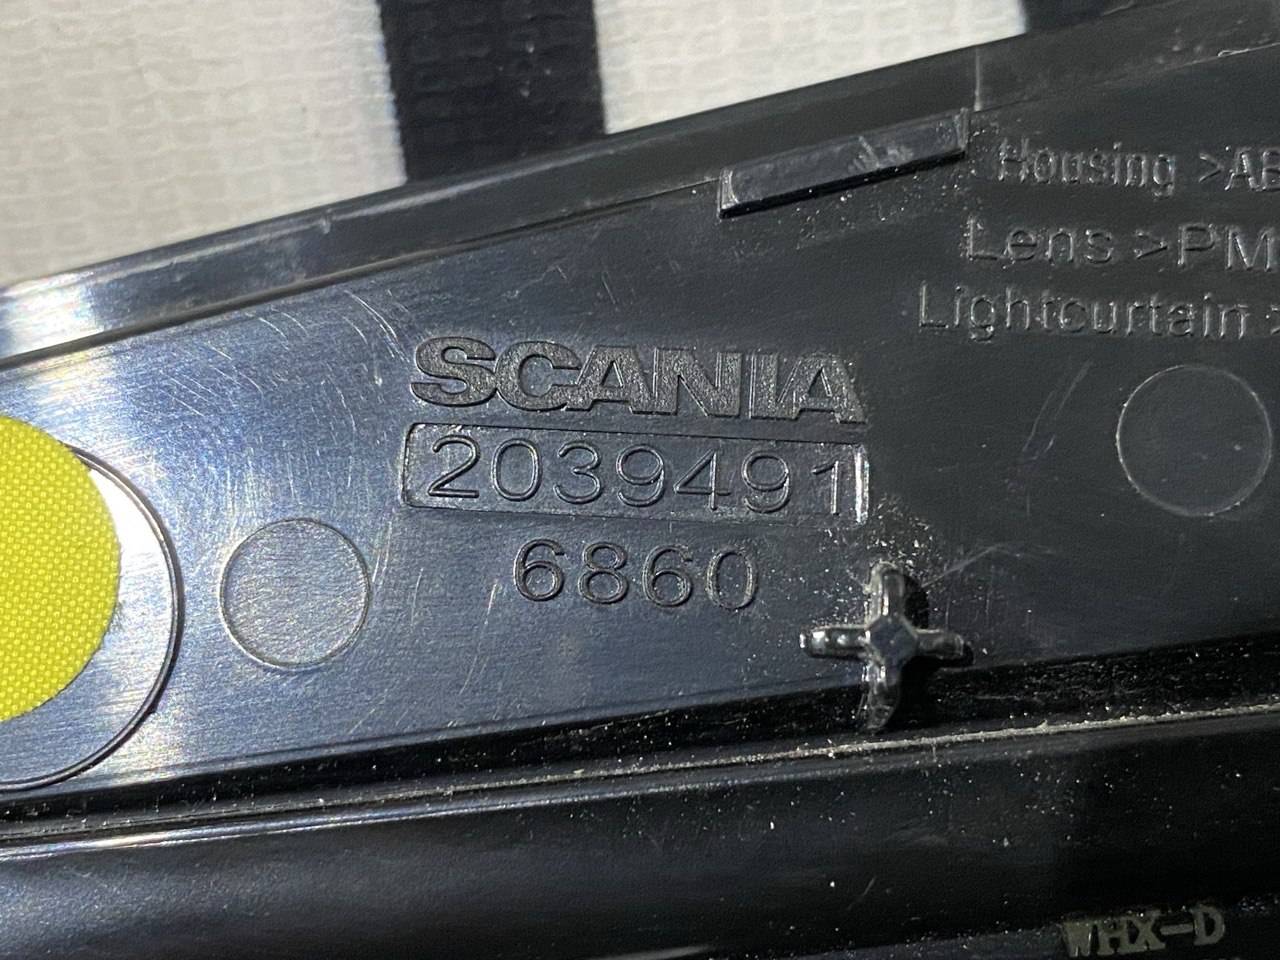 Housing >AB
Lens >PM
Lightcurtain >
SCANIA
2039491
6860
WHX-D